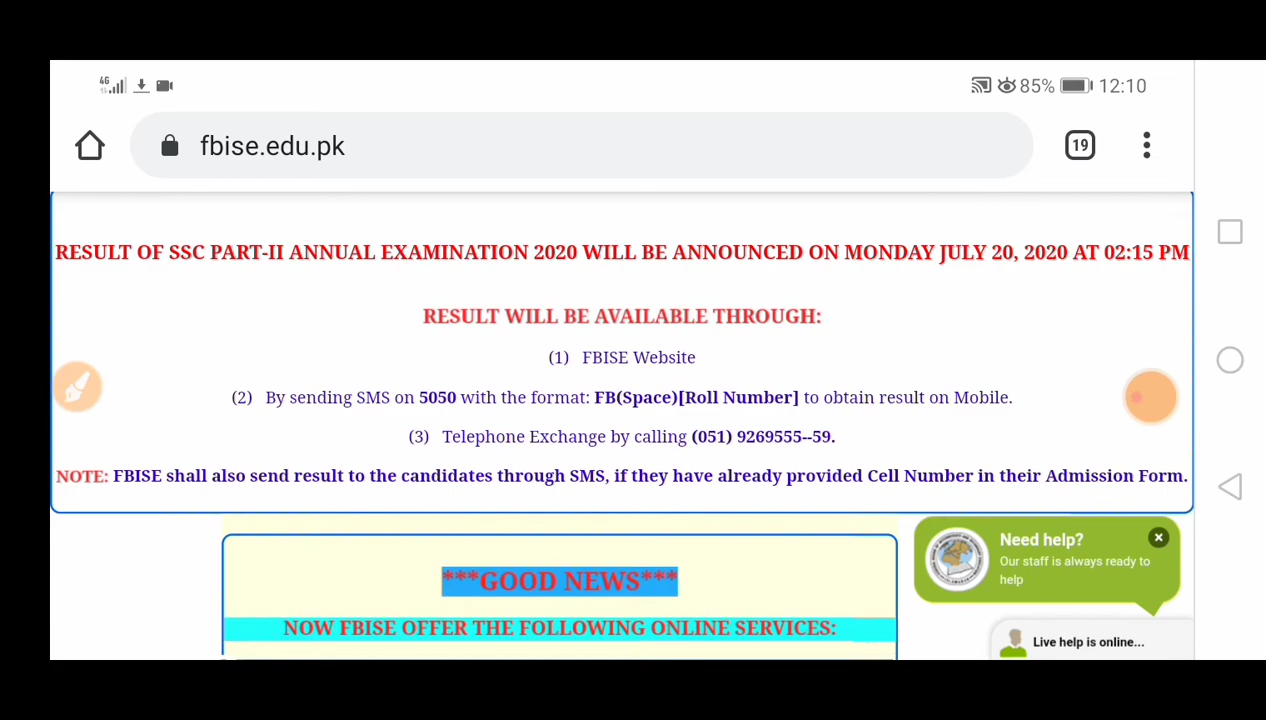 4G 85% 12:10
fbise.edu.pk 19
RESULT OF SSC PART-II ANNUAL EXAMINATION 2020 WILL BE ANNOUNCED ON MONDAY JULY 20, 2020 AT 02:15 PM
RESULT WILL BE AVAILABLE THROUGH:
(1) FBISE Website
(2) By sending SMS on 5050 with the format: FB(Space)[Roll Number] to obtain result on Mobile.
(3) Telephone Exchange by calling (051) 9269555--59.
NOTE: FBISE shall also send result to the candidates through SMS, if they have already provided Cell Number in their Admission Form.
***GOOD NEWS***
NOW FBISE OFFER THE FOLLOWING ONLINE SERVICES:
Need help?
Our staff is always ready to
help
Live help is online...